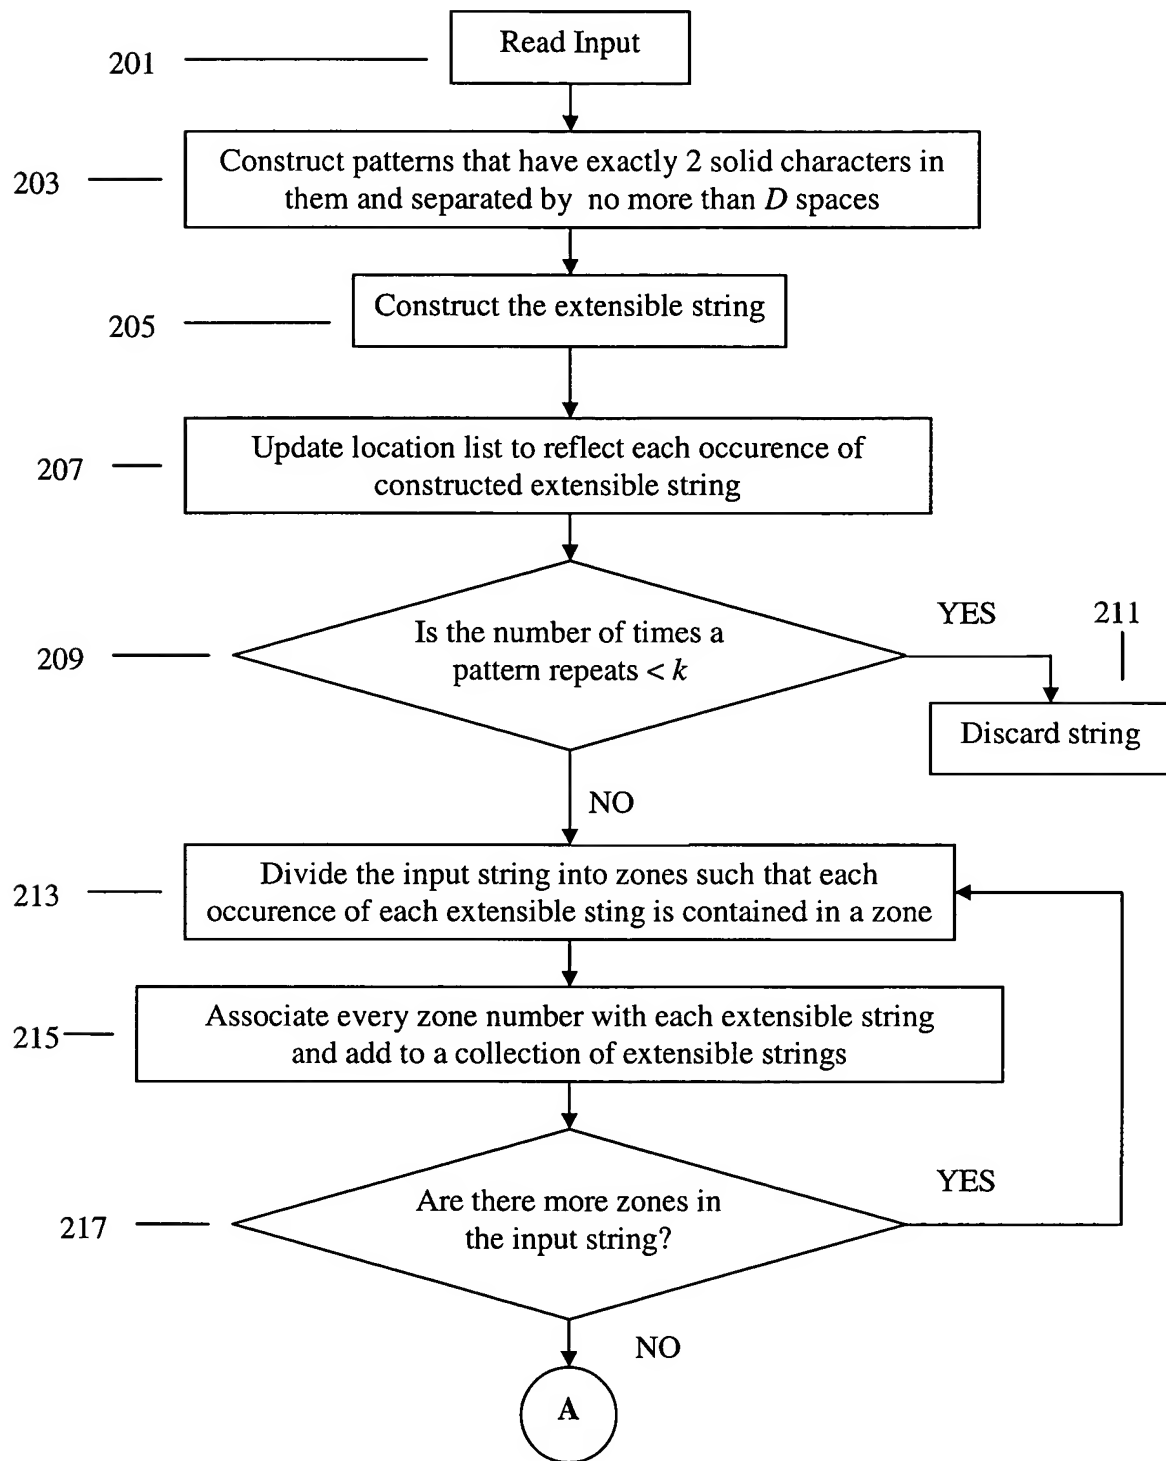 Read Input
201
Construct patterns that have exactly 2 solid characters in
them and separated by no more than D spaces
203
Construct the extensible string
205
Update location list to reflect each occurence of
constructed extensible string
207
Is the number of times a
pattern repeats < k
209
YES
211
Discard string
NO
Divide the input string into zones such that each
occurence of each extensible sting is contained in a zone
213
Associate every zone number with each extensible string
and add to a collection of extensible strings
215
Are there more zones in
the input string?
217
YES
NO
A